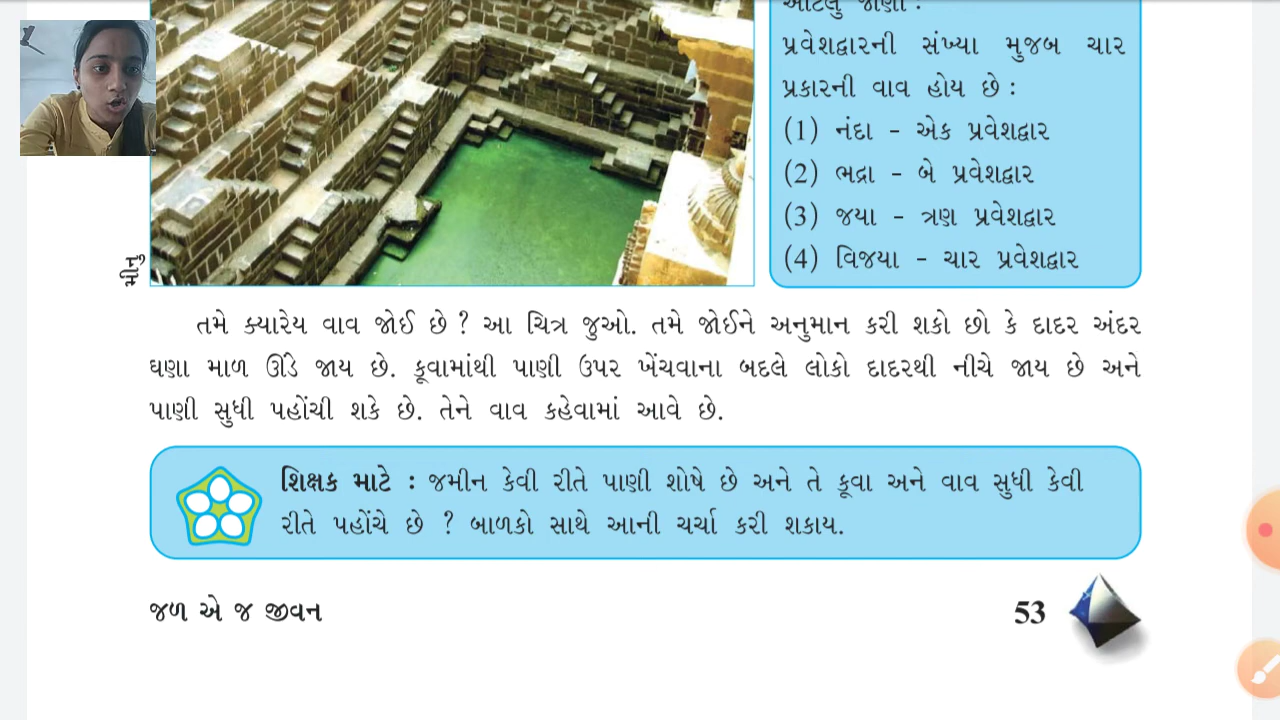 આટલું જાણો :
પ્રવેશદ્વારની સંખ્યા મુજબ ચાર
પ્રકારની વાવ હોય છે :
(1) નંદા - એક પ્રવેશદ્વાર
(2) ભદ્રા - બે પ્રવેશદ્વાર
(3) જયા - ત્રણ પ્રવેશદ્વાર
(4) વિજયા - ચાર પ્રવેશદ્વાર
મીનુ
તમે ક્યારેય વાવ જોઈ છે ? આ ચિત્ર જુઓ. તમે જોઈને અનુમાન કરી શકો છો કે દાદર અંદર
ઘણા માળ ઊંડે જાય છે. કૂવામાંથી પાણી ઉપર ખેંચવાના બદલે લોકો દાદરથી નીચે જાય છે અને
પાણી સુધી પહોંચી શકે છે. તેને વાવ કહેવામાં આવે છે.
શિક્ષક માટે : જમીન કેવી રીતે પાણી શોષે છે અને તે કૂવા અને વાવ સુધી કેવી
રીતે પહોંચે છે ? બાળકો સાથે આની ચર્ચા કરી શકાય.
જળ એ જ જીવન
53